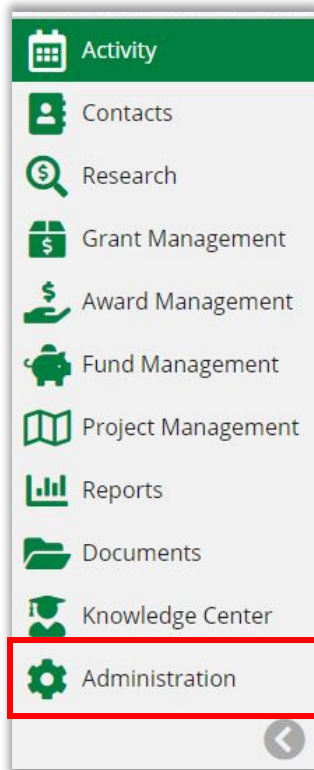 Activity
Contacts
Research
Grant Management
Award Management
Fund Management
Project Management
Reports
Documents
Knowledge Center
Administration